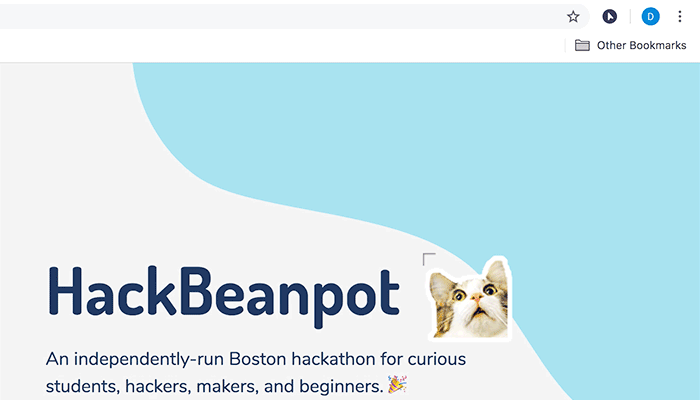 D
Other Bookmarks
HackBeanpot
An independently-run Boston hackathon for curious
students, hackers, makers, and beginners. 🎉